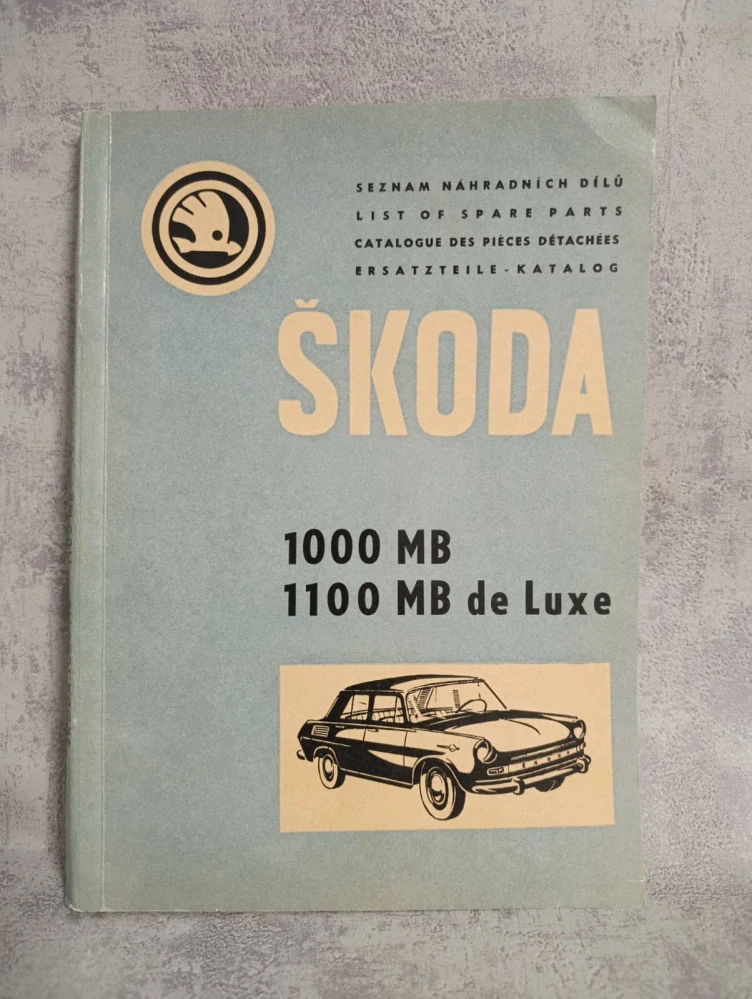 SEZNAM NÁHRADNÍCH DÍLŮ
LIST OF SPARE PARTS
CATALOGUE DES PIÈCES DÉTACHÉES
ERSATZTEILE-KATALOG
ŠKODA
1000 MB
1100 MB de Luxe
SKODA